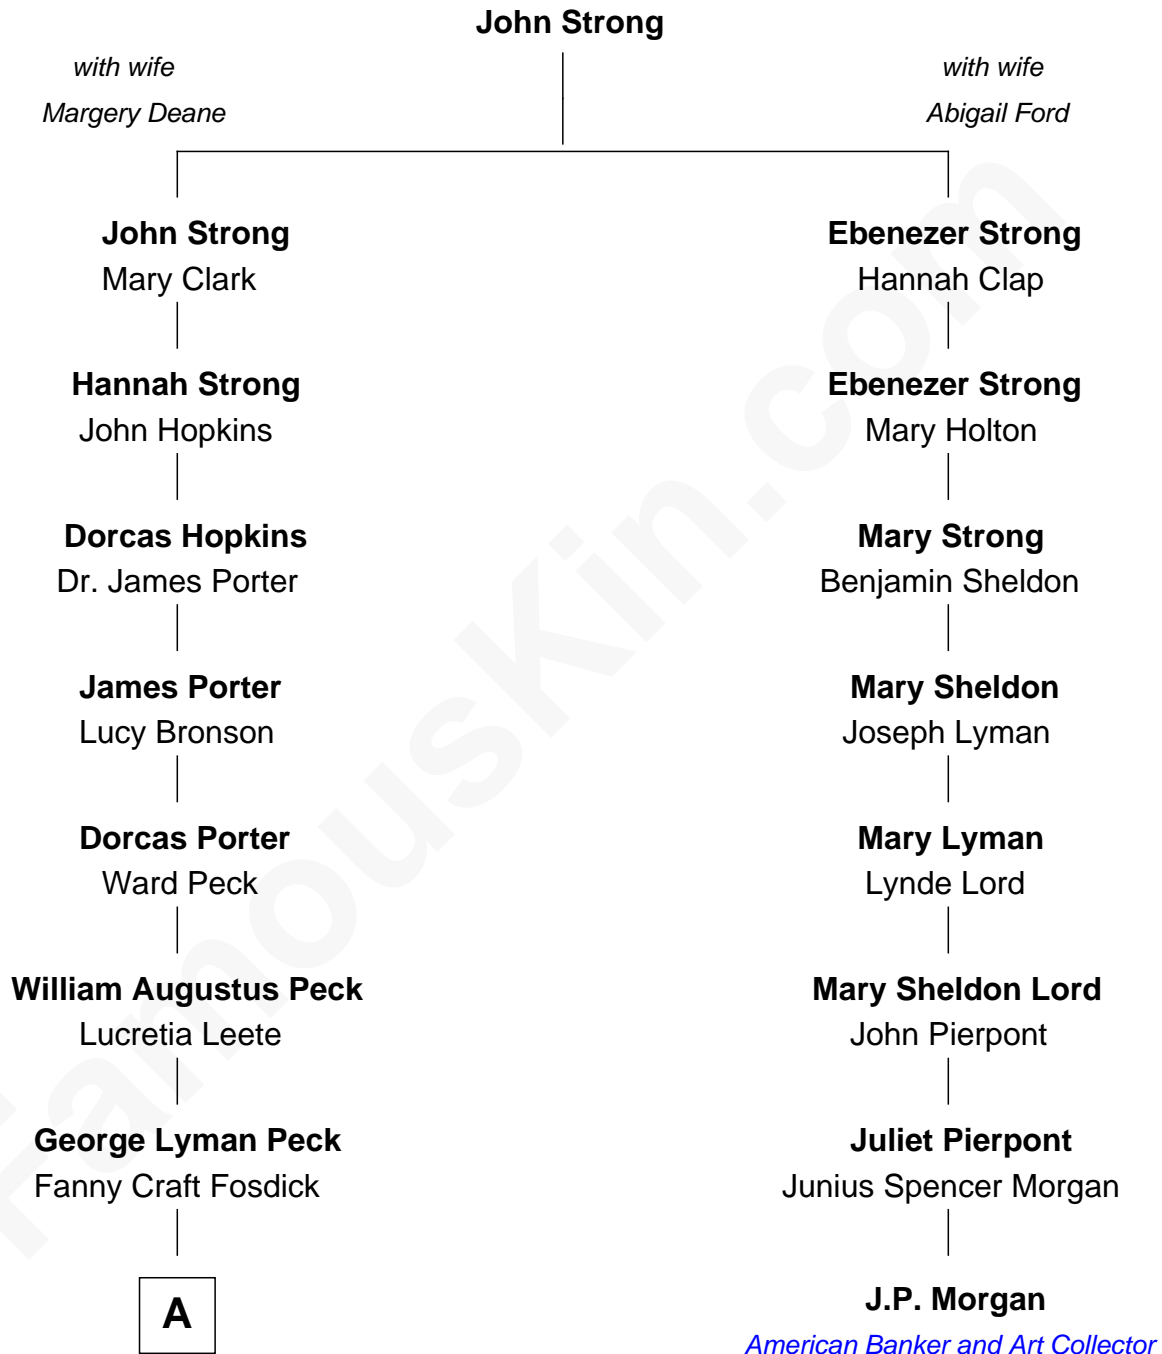 John Strong
with wife
Margery Deane
with wife
Abigail Ford
John Strong
Mary Clark
Ebenezer Strong
Hannah Clap
Hannah Strong
John Hopkins
Ebenezer Strong
Mary Holton
Dorcas Hopkins
Dr. James Porter
Mary Strong
Benjamin Sheldon
James Porter
Lucy Bronson
Mary Sheldon
Joseph Lyman
Dorcas Porter
Ward Peck
Mary Lyman
Lynde Lord
William Augustus Peck
Lucretia Leete
Mary Sheldon Lord
John Pierpont
George Lyman Peck
Fanny Craft Fosdick
Juliet Pierpont
Junius Spencer Morgan
A
J.P. Morgan
American Banker and Art Collector
FamousKin.com